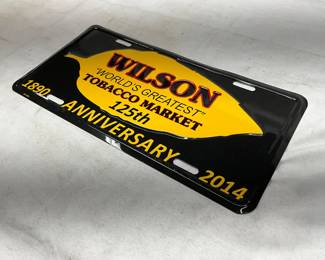 WILSON
"WORLD'S GREATEST"
TOBACCO MARKET
125th
1890 ANNIVERSARY 2014